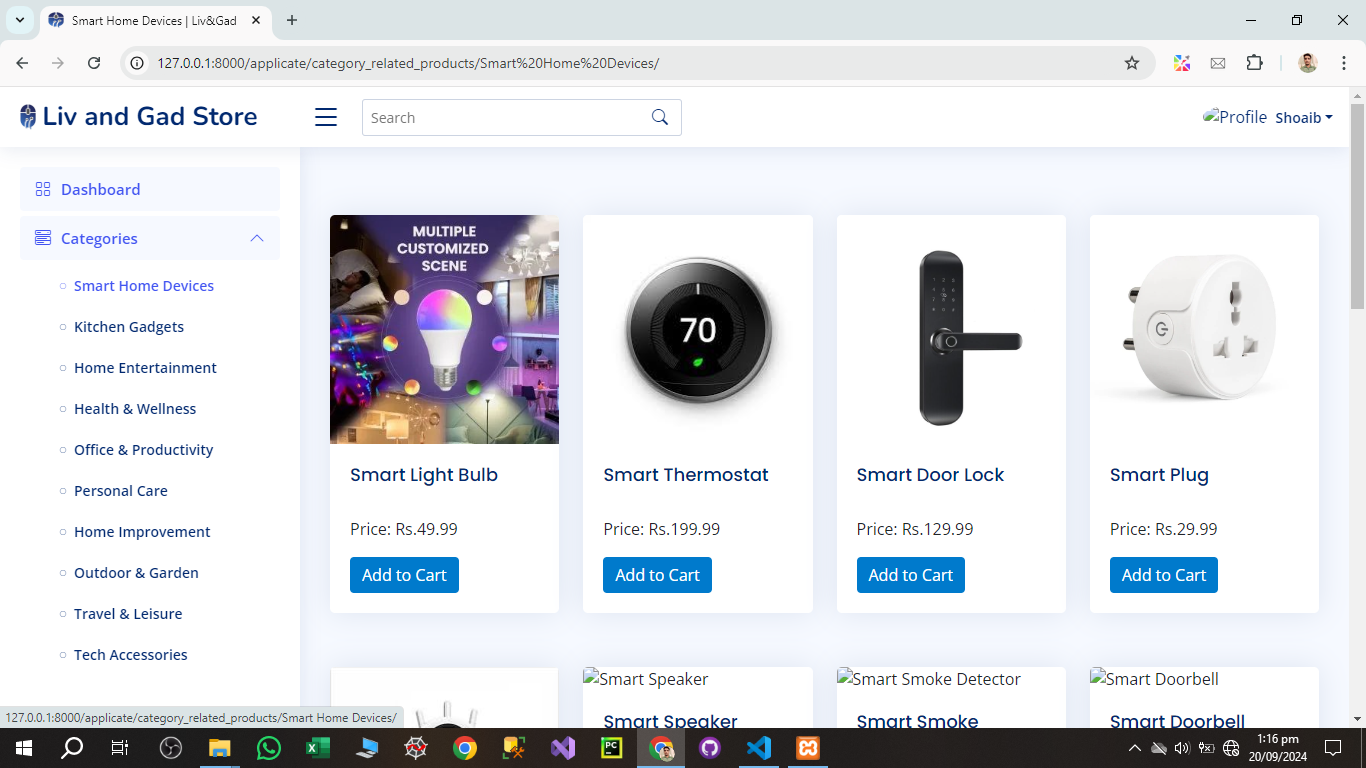 Smart Home Devices | Liv&Gad
127.0.0.1:8000/applicate/category_related_products/Smart%20Home%20Devices/
Liv and Gad Store
Search
Profile
Shoaib
Dashboard
Categories
Smart Home Devices
Kitchen Gadgets
Home Entertainment
Health & Wellness
Office & Productivity
Personal Care
Home Improvement
Outdoor & Garden
Travel & Leisure
Tech Accessories
MULTIPLE
CUSTOMIZED
SCENE
70
Smart Light Bulb
Smart Thermostat
Smart Door Lock
Smart Plug
Price: Rs.49.99
Price: Rs.199.99
Price: Rs.129.99
Price: Rs.29.99
Add to Cart
Add to Cart
Add to Cart
Add to Cart
Smart Speaker
Smart Smoke Detector
Smart Doorbell
Smart Speaker
Smart Smoke
Smart Doorbell
127.0.0.1:8000/applicate/category_related_products/Smart Home Devices/
PC
1:16 pm
20/09/2024